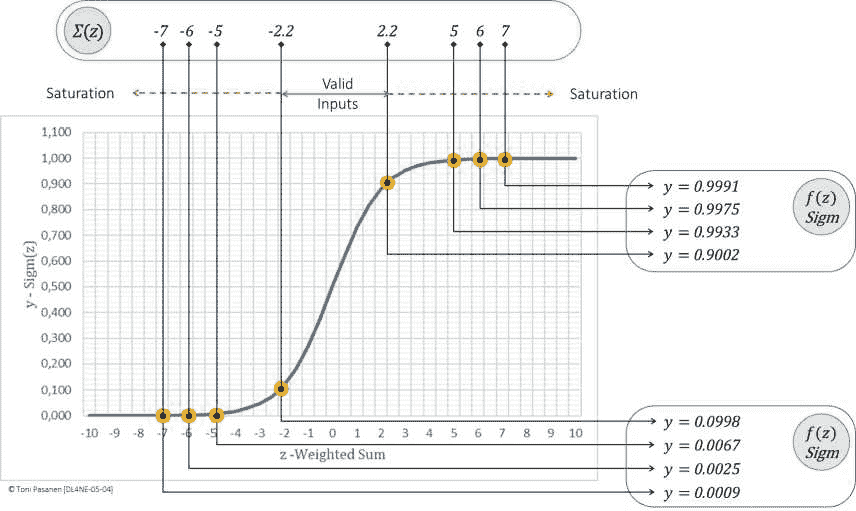 Σ(z) -7 -6 -5 -2.2 2.2 5 6 7
Saturation Valid Inputs Saturation
1,100
1,000
0,900
0,800
0,700
0,600
0,500
0,400
0,300
0,200
0,100
0,000
y - Sigm(z)
-10 -9 -8 -7 -6 -5 -4 -3 -2 -1 0 1 2 3 4 5 6 7 8 9 10
z -Weighted Sum
y = 0.9991
y = 0.9975
y = 0.9933
y = 0.9002
f(z)
Sigm
y = 0.0998
y = 0.0067
y = 0.0025
y = 0.0009
f(z)
Sigm
© Toni Pasanen [DL4NE-05-04]